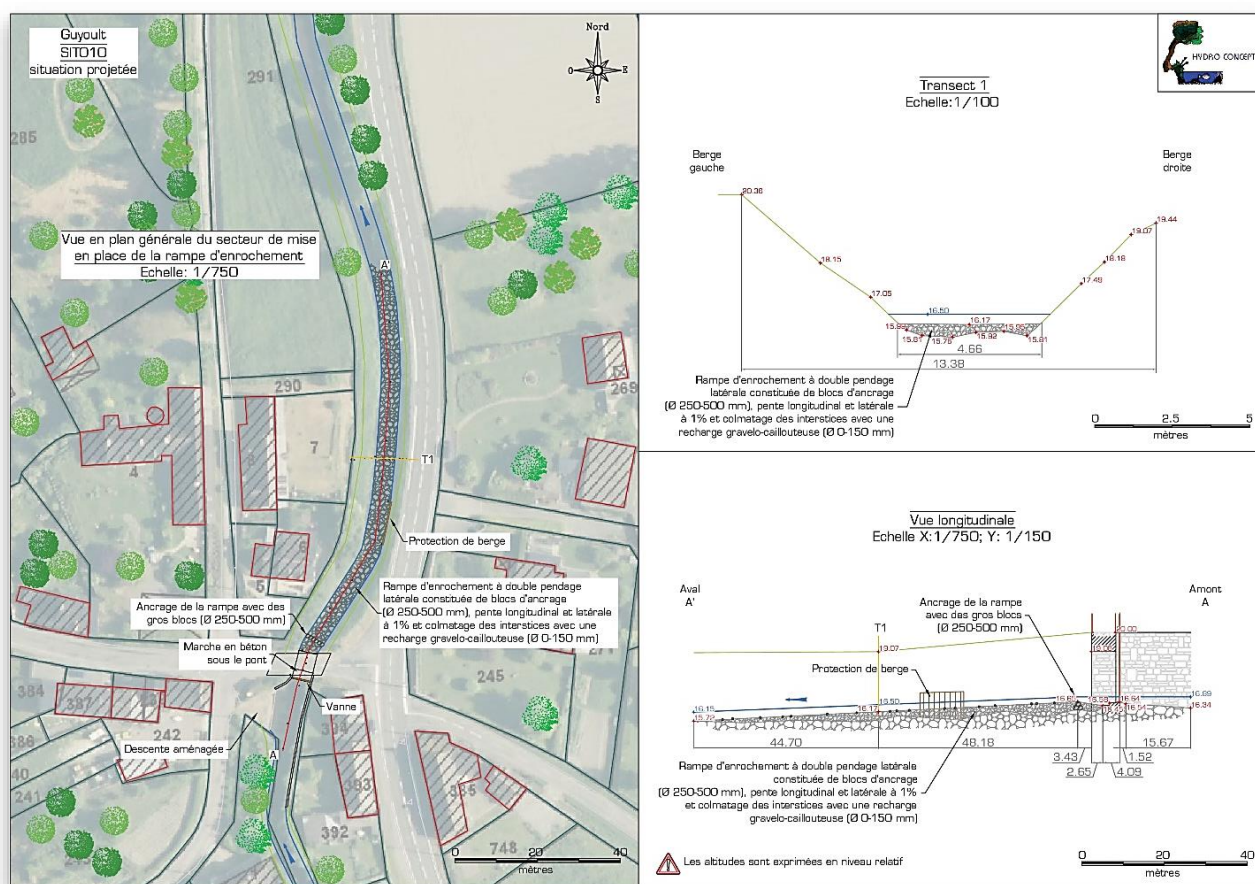 Guyoult
SIT010
situation projetée
Nord
O
E
S
291
285
Vue en plan générale du secteur de mise
en place de la rampe d'enrochement
Echelle: 1/750
A'
290
269
7
4
T1
6
5
Protection de berge
Rampe d'enrochement à double pendage
latérale constituée de blocs d'ancrage
(Ø 250-500 mm), pente longitudinal et latérale
à 1% et colmatage des interstices avec une
recharge gravelo-caillouteuse (Ø 0-150 mm)
Ancrage de la rampe avec des
gros blocs (Ø 250-500 mm)
Marche en béton
sous le pont
271
245
384
387
242
386
Vanne
Descente aménagée
A
394
393
385
40
241
392
748
0 20 40
mètres
HYDRO CONCEPT
Transect 1
Echelle:1/100
Berge
gauche
Berge
droite
20.36
19.44
19.07
18.15
18.18
17.49
17.05
16.50
16.17
15.81
15.76
15.92
15.81
4.66
13.38
Rampe d'enrochement à double pendage
latérale constituée de blocs d'ancrage
(Ø 250-500 mm), pente longitudinal et latérale
à 1% et colmatage des interstices avec une
recharge gravelo-caillouteuse (Ø 0-150 mm)
0 2.5 5
mètres
Vue longitudinale
Echelle X:1/750; Y: 1/150
Aval
A'
Amont
A
Ancrage de la rampe
avec des gros blocs
(Ø 250-500 mm)
T1
20.00
19.07
Protection de berge
16.15
15.72
16.50
16.17
16.64
16.69
16.34
44.70
48.18
3.43
2.65
15.67
1.52
4.09
Rampe d'enrochement à double pendage latérale
constituée de blocs d'ancrage
(Ø 250-500 mm), pente longitudinal et latérale à 1%
et colmatage des interstices avec une recharge
gravelo-caillouteuse (Ø 0-150 mm)
Les altitudes sont exprimées en niveau relatif
0 20 40
mètres